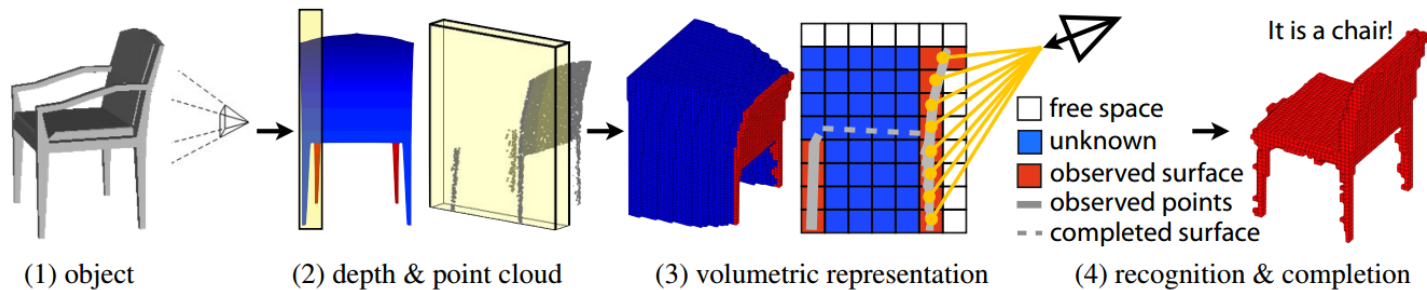 It is a chair!
free space
unknown
observed surface
observed points
completed surface
(1) object
(2) depth & point cloud
(3) volumetric representation
(4) recognition & completion